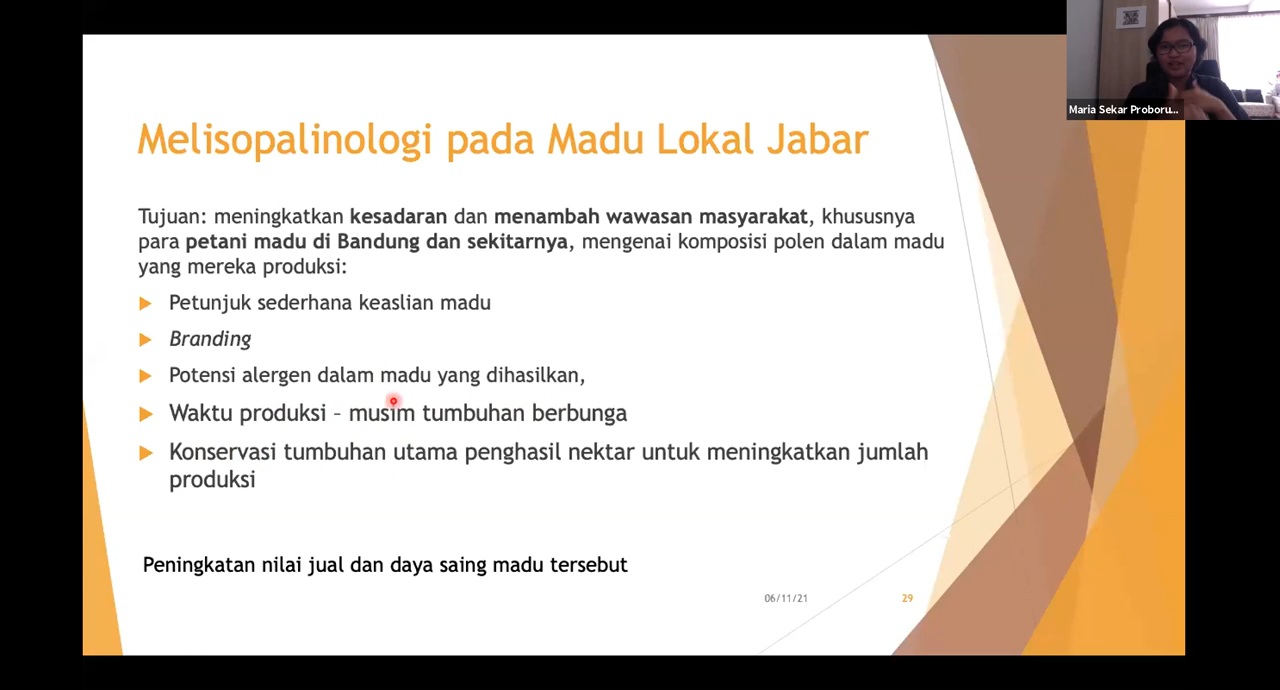 Maria Sekar Proboru...
Melisopalinologi pada Madu Lokal Jabar
Tujuan: meningkatkan kesadaran dan menambah wawasan masyarakat, khususnya
para petani madu di Bandung dan sekitarnya, mengenai komposisi polen dalam madu
yang mereka produksi:
Petunjuk sederhana keaslian madu
Branding
Potensi alergen dalam madu yang dihasilkan,
Waktu produksi – musim tumbuhan berbunga
Konservasi tumbuhan utama penghasil nektar untuk meningkatkan jumlah
produksi
Peningkatan nilai jual dan daya saing madu tersebut
06/11/21
29